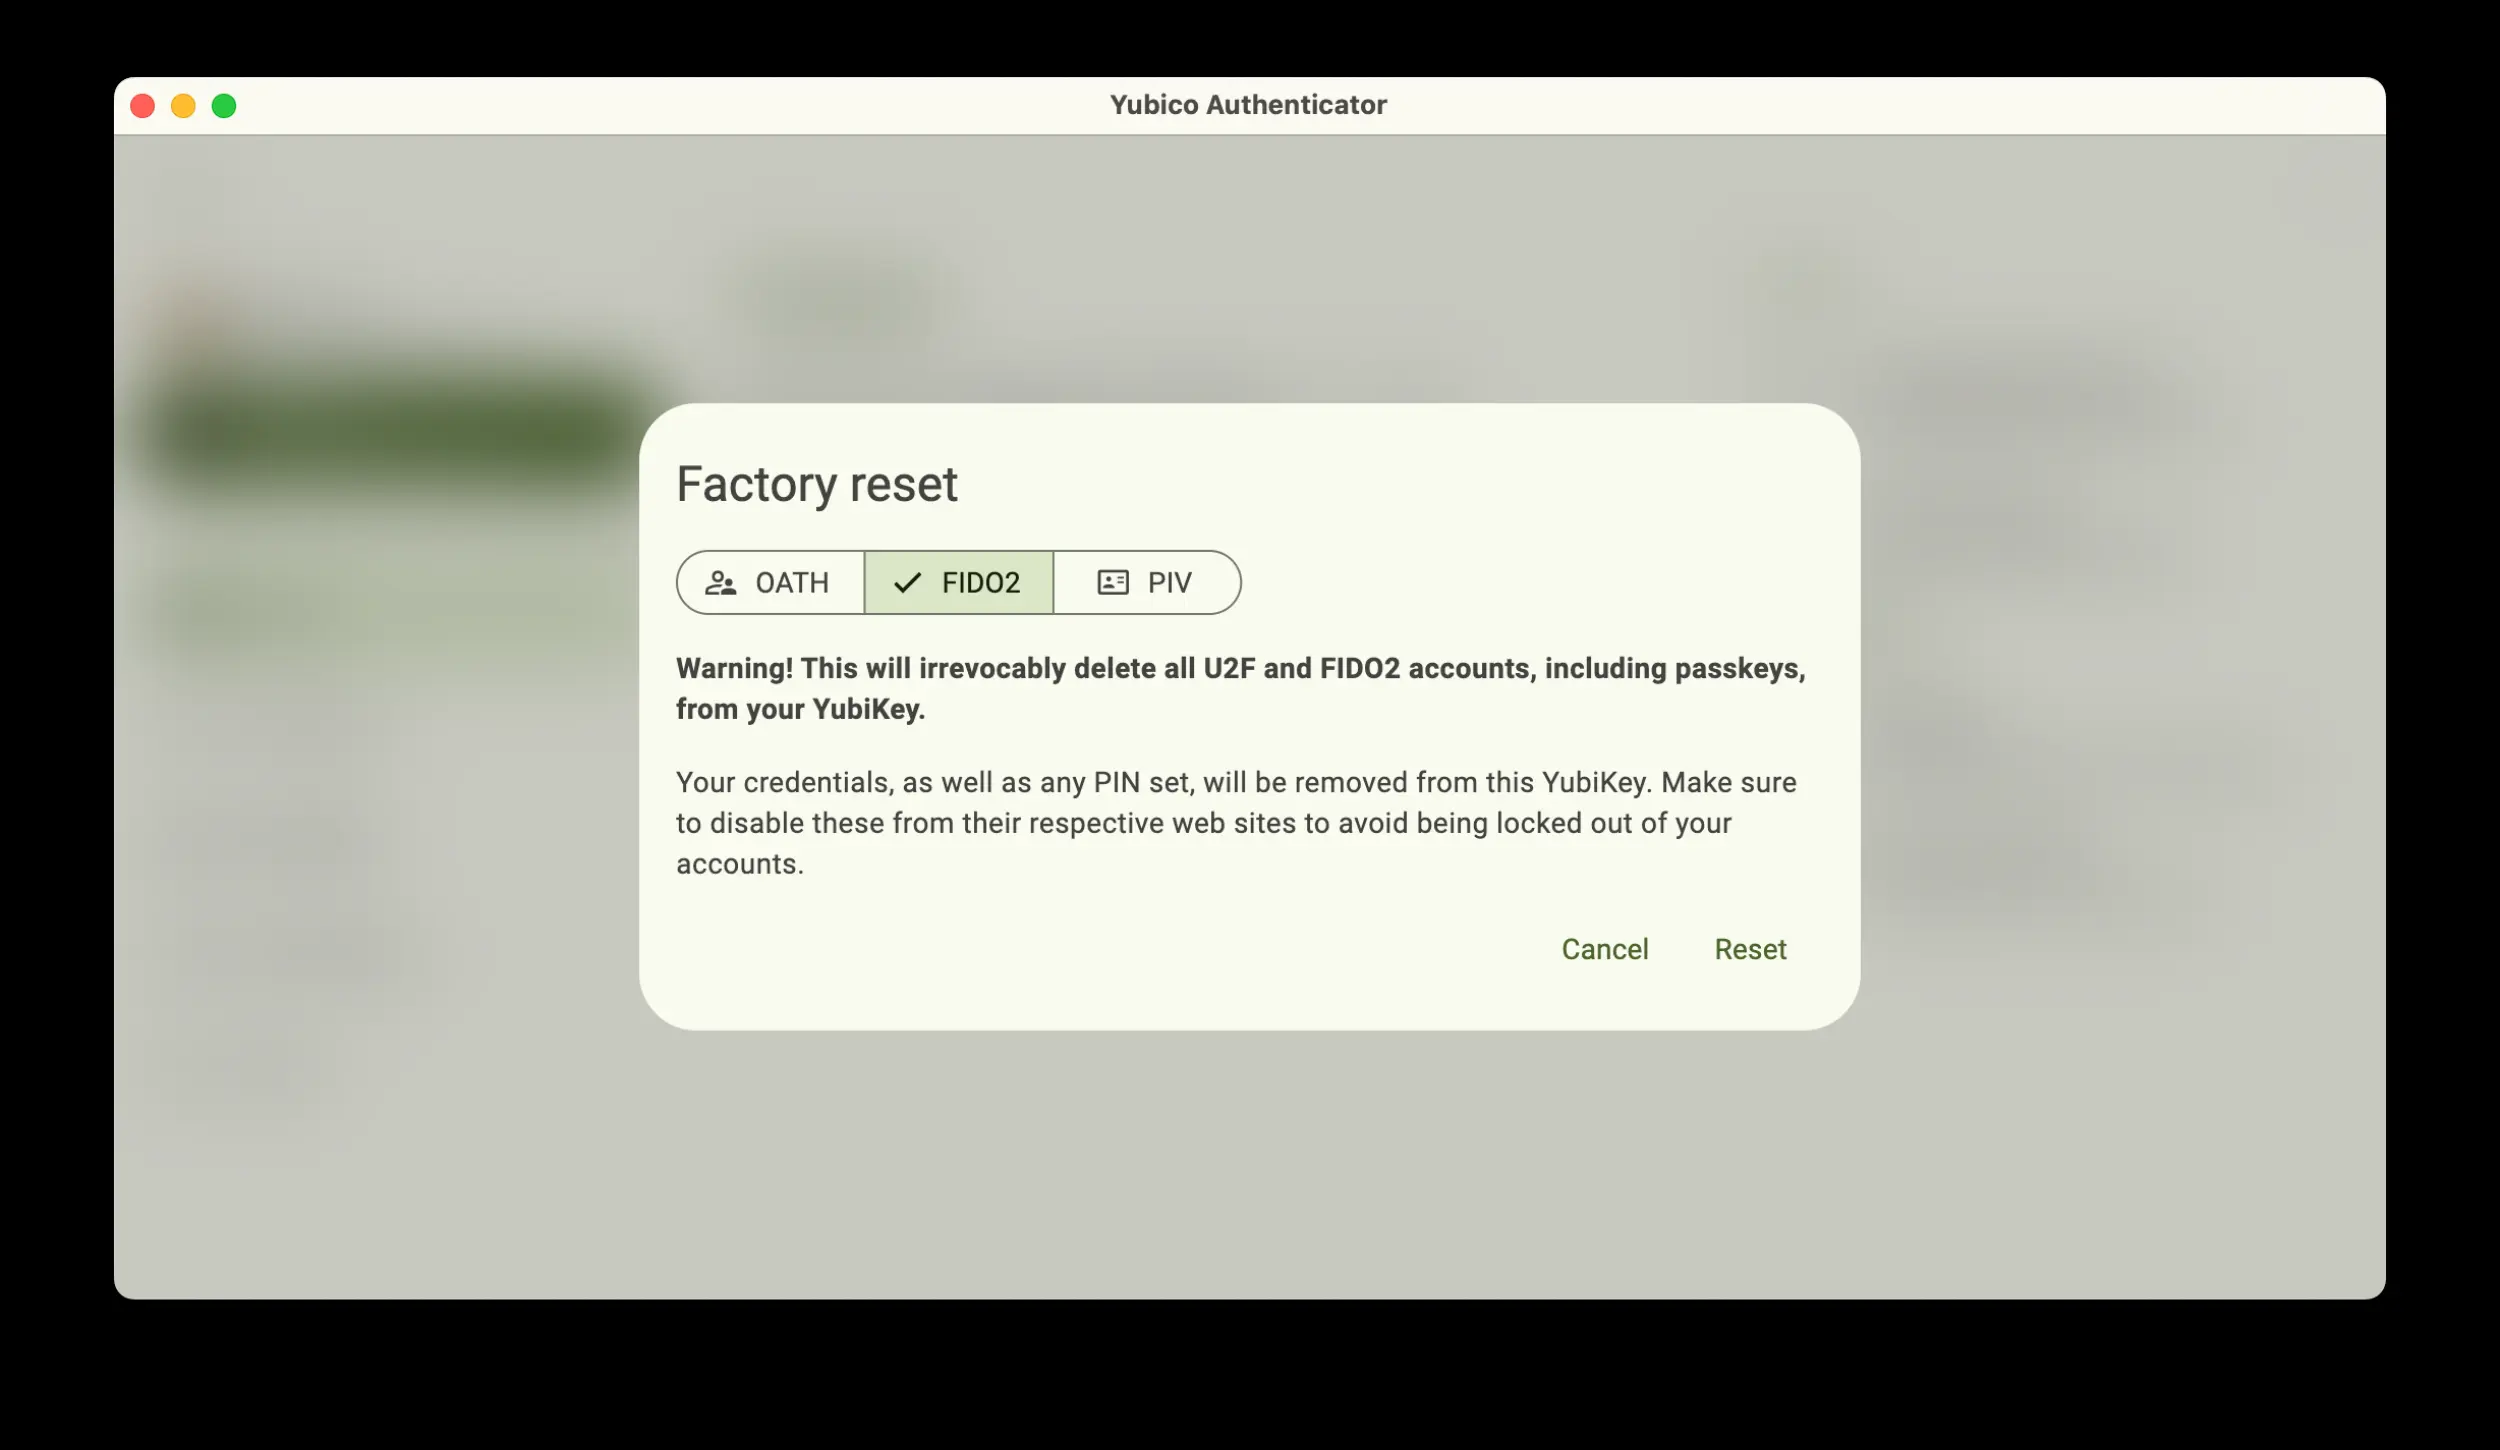 Yubico Authenticator
Factory reset
OATH
FIDO2
PIV
Warning! This will irrevocably delete all U2F and FIDO2 accounts, including passkeys,
from your YubiKey.
Your credentials, as well as any PIN set, will be removed from this YubiKey. Make sure
to disable these from their respective web sites to avoid being locked out of your
accounts.
Cancel
Reset